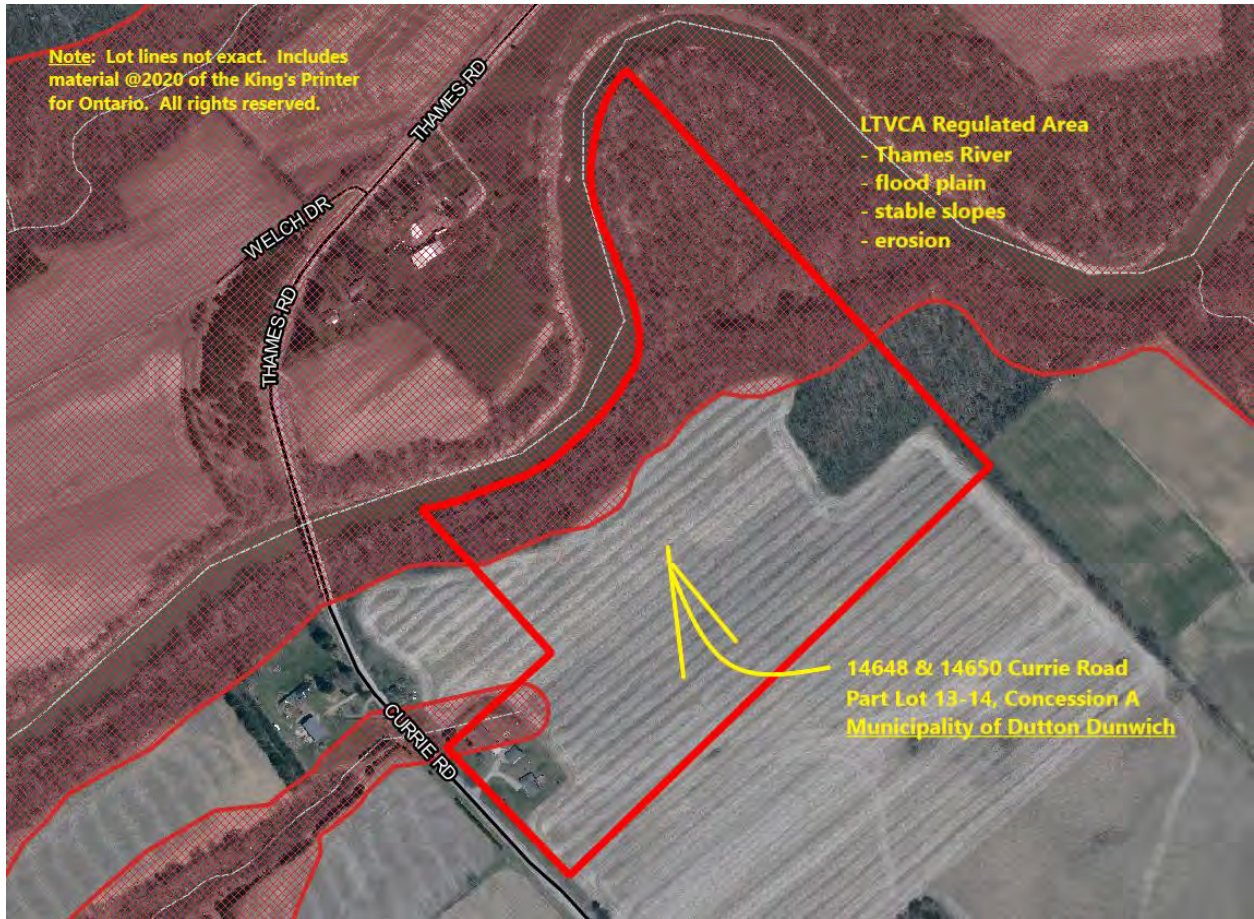 Note: Lot lines not exact. Includes
material @2020 of the King's Printer
for Ontario. All rights reserved.
THAMES RD
LTVCA Regulated Area
- Thames River
- flood plain
- stable slopes
- erosion
WELCH DR
THAMES RD
14648 & 14650 Currie Road
Part Lot 13-14, Concession A
Municipality of Dutton Dunwich
CURRIE RD